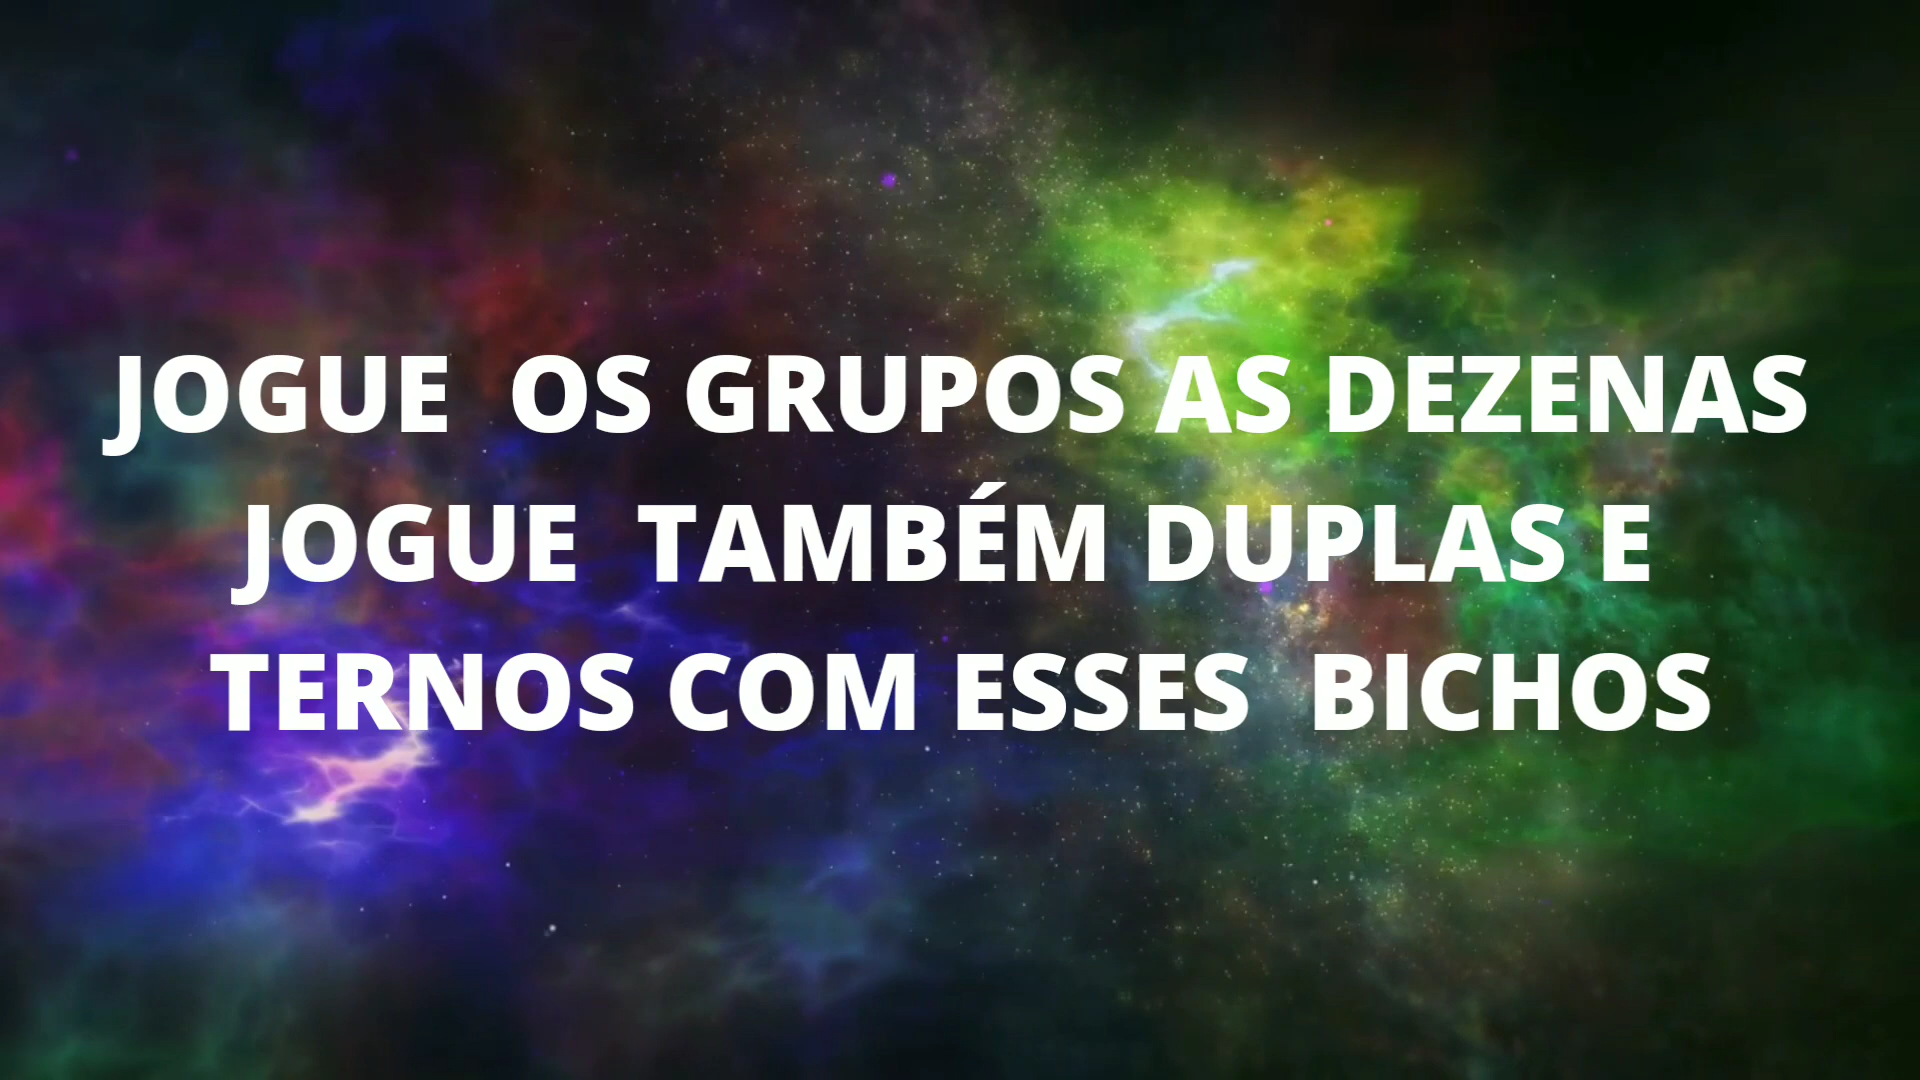 JOGUE OS GRUPOS AS DEZENAS
JOGUE TAMBÉM DUPLAS E
TERNOS COM ESSES BICHOS